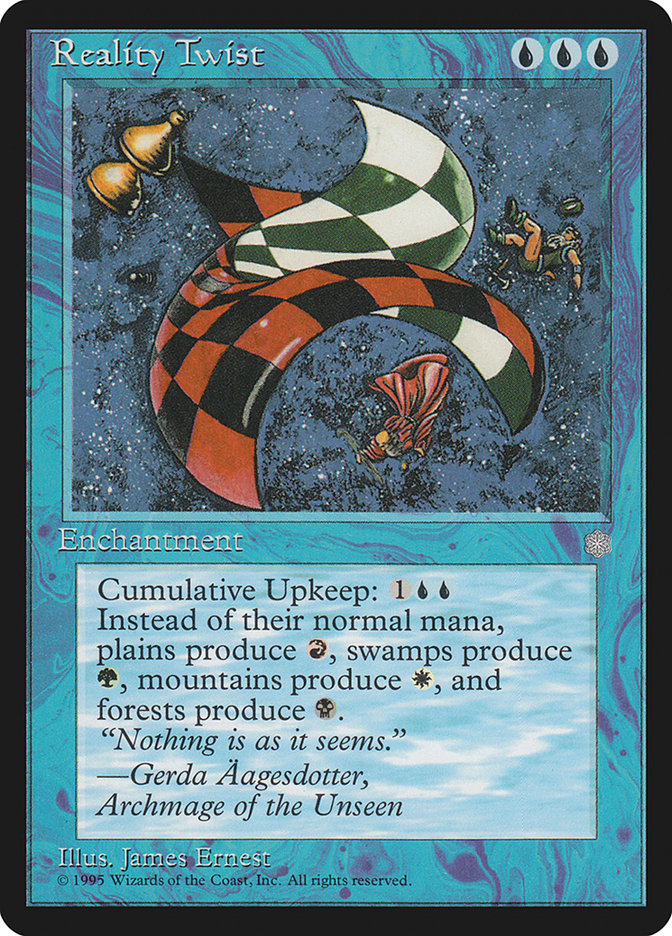 Reality Twist
Enchantment
Cumulative Upkeep: 1
Instead of their normal mana,
plains produce , swamps produce
, mountains produce , and
forests produce .
“Nothing is as it seems.”
—Gerda Äagesdotter,
Archmage of the Unseen
Illus. James Ernest
© 1995 Wizards of the Coast, Inc. All rights reserved.